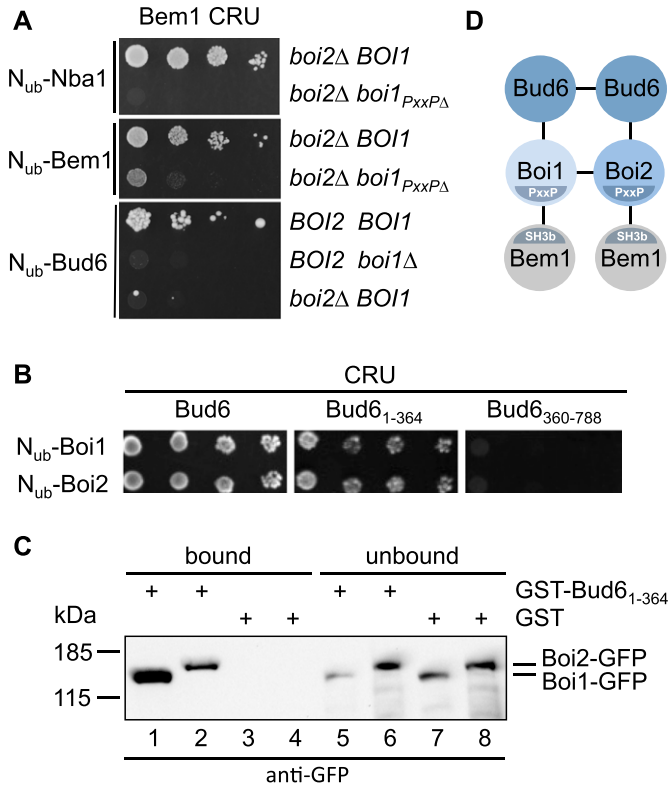 A
Bem1 CRU
Nub-Nba1
boi2Δ BOI1
boi2Δ boi1PxxPΔ
Nub-Bem1
boi2Δ BOI1
boi2Δ boi1PxxPΔ
Nub-Bud6
BOI2 BOI1
BOI2 boi1Δ
boi2Δ BOI1
D
Bud6 Bud6
Boi1 Boi2
PxxP PxxP
SH3b SH3b
Bem1 Bem1
B
CRU
Bud6 Bud61-364 Bud6360-788
Nub-Boi1
Nub-Boi2
C
bound unbound
+ + + + GST-Bud61-364
+ + + + GST
kDa
185
115
Boi2-GFP
Boi1-GFP
1 2 3 4 5 6 7 8
anti-GFP